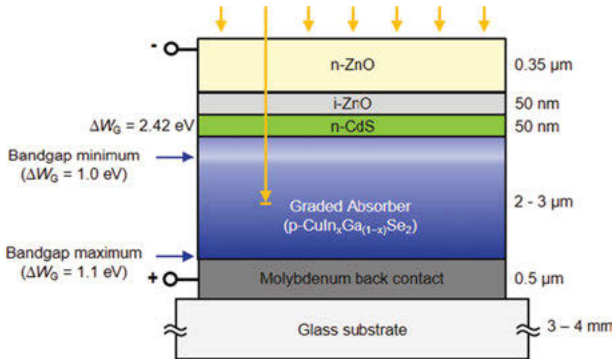 -
n-ZnO
0.35 µm
i-ZnO
50 nm
ΔW_G = 2.42 eV
n-CdS
50 nm
Bandgap minimum
(ΔW_G = 1.0 eV)
Graded Absorber
(p-CuIn_xGa_(1-x)Se_2)
2 - 3 µm
Bandgap maximum
(ΔW_G = 1.1 eV)
+
Molybdenum back contact
0.5 µm
Glass substrate
3 – 4 mm